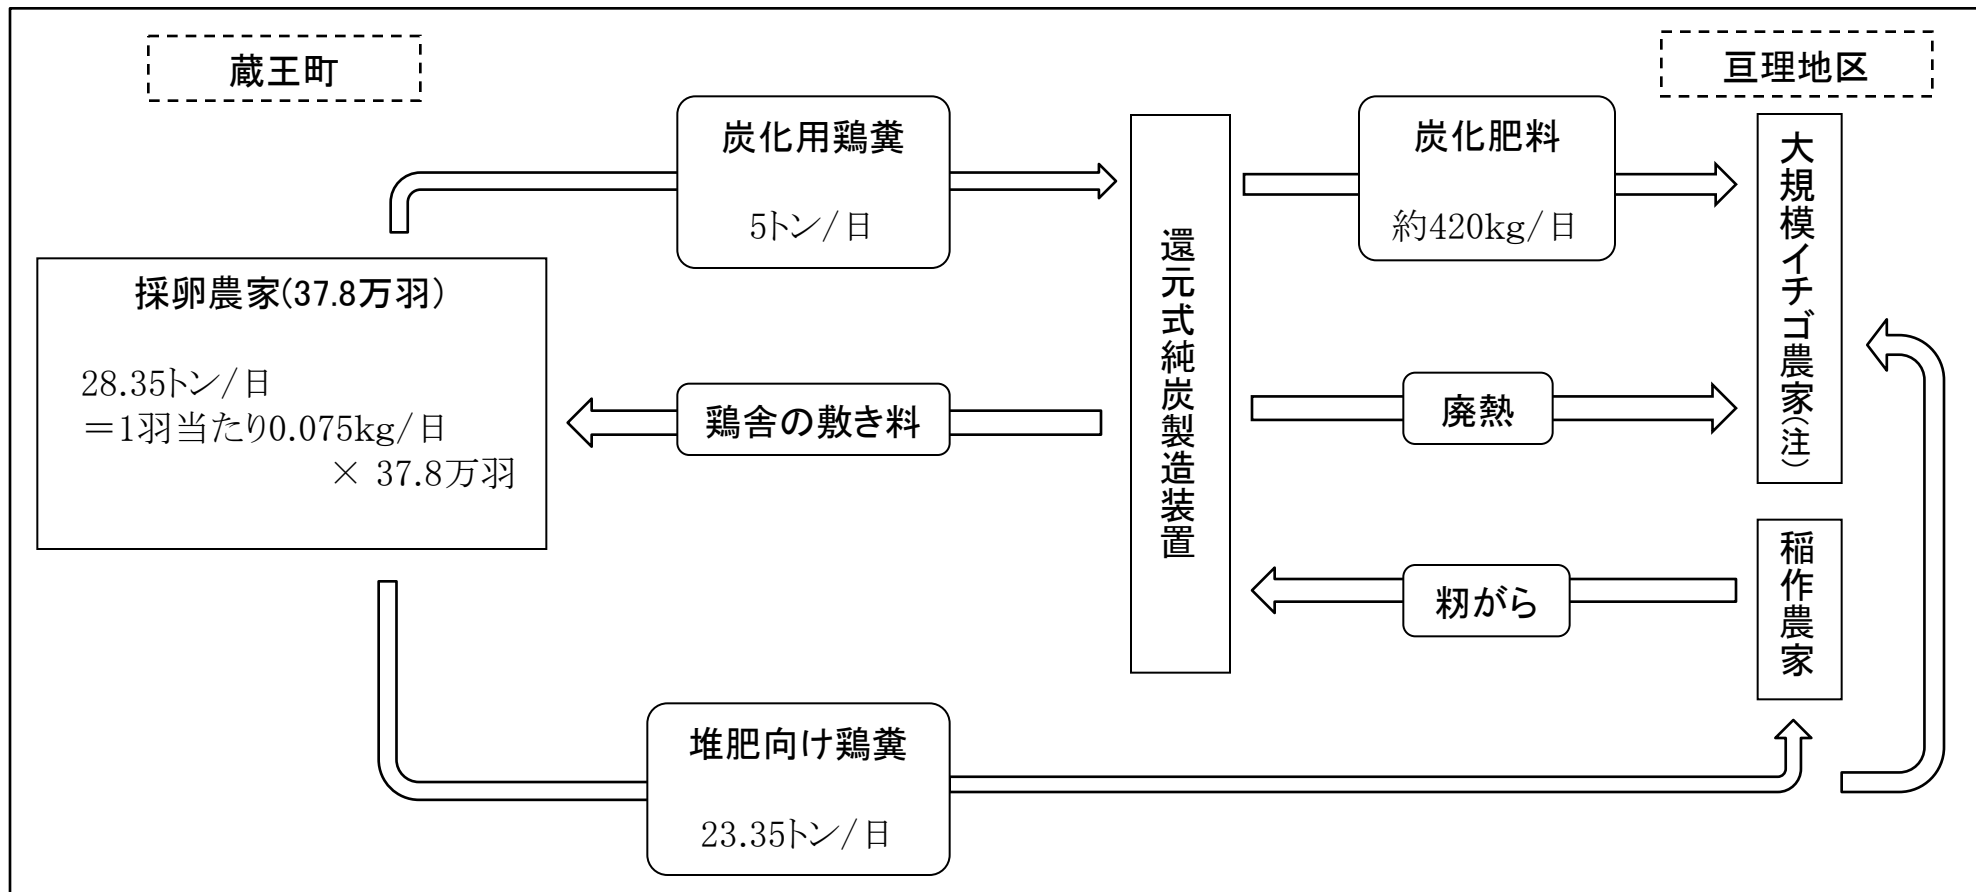 蔵王町
亘理地区
炭化用鶏糞
5トン/日
炭化肥料
約420kg/日
採卵農家(37.8万羽)
28.35トン/日
=1羽当たり0.075kg/日
× 37.8万羽
鶏舎の敷き料
還元式純炭製造装置
廃熱
籾がら
大規模イチゴ農家(注)
稲作農家
堆肥向け鶏糞
23.35トン/日